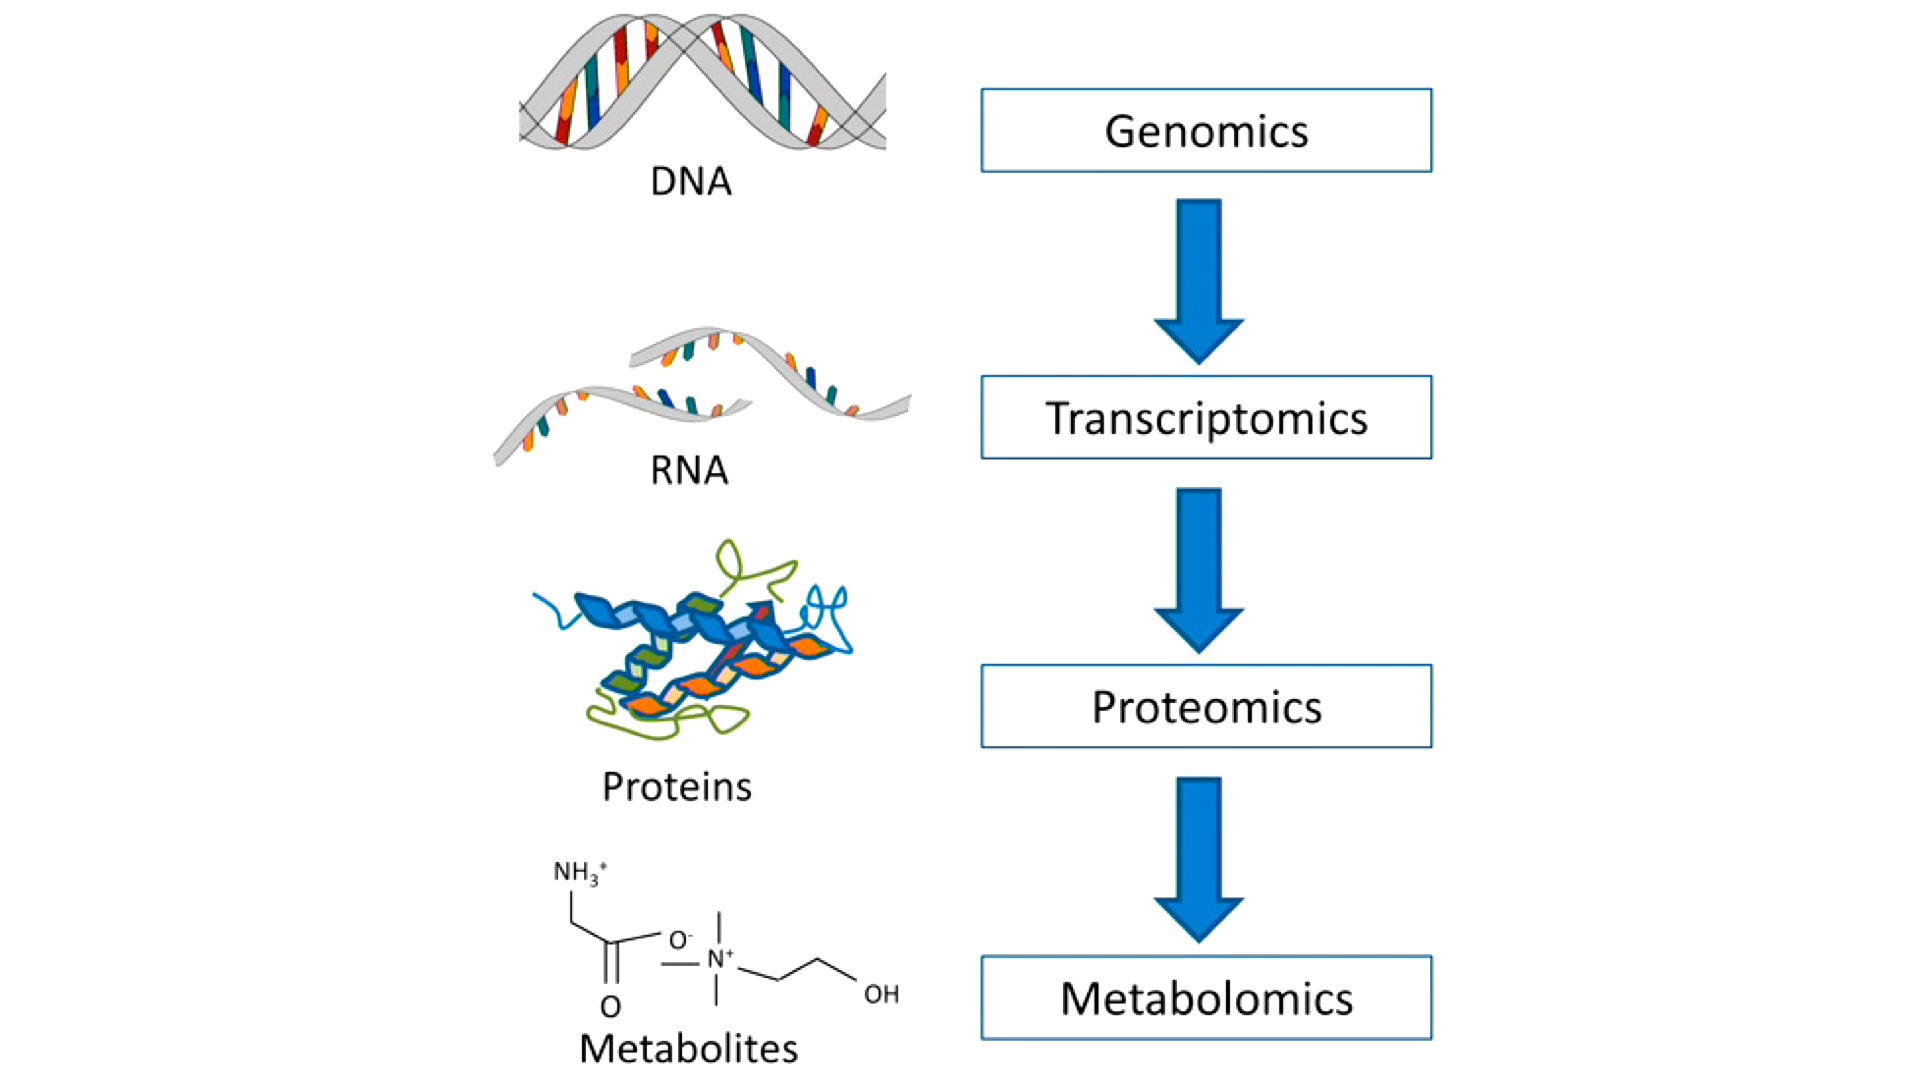 DNA
Genomics
RNA
Transcriptomics
Proteins
Proteomics
NH₃⁺
O⁻
N⁺
O
OH
Metabolites
Metabolomics